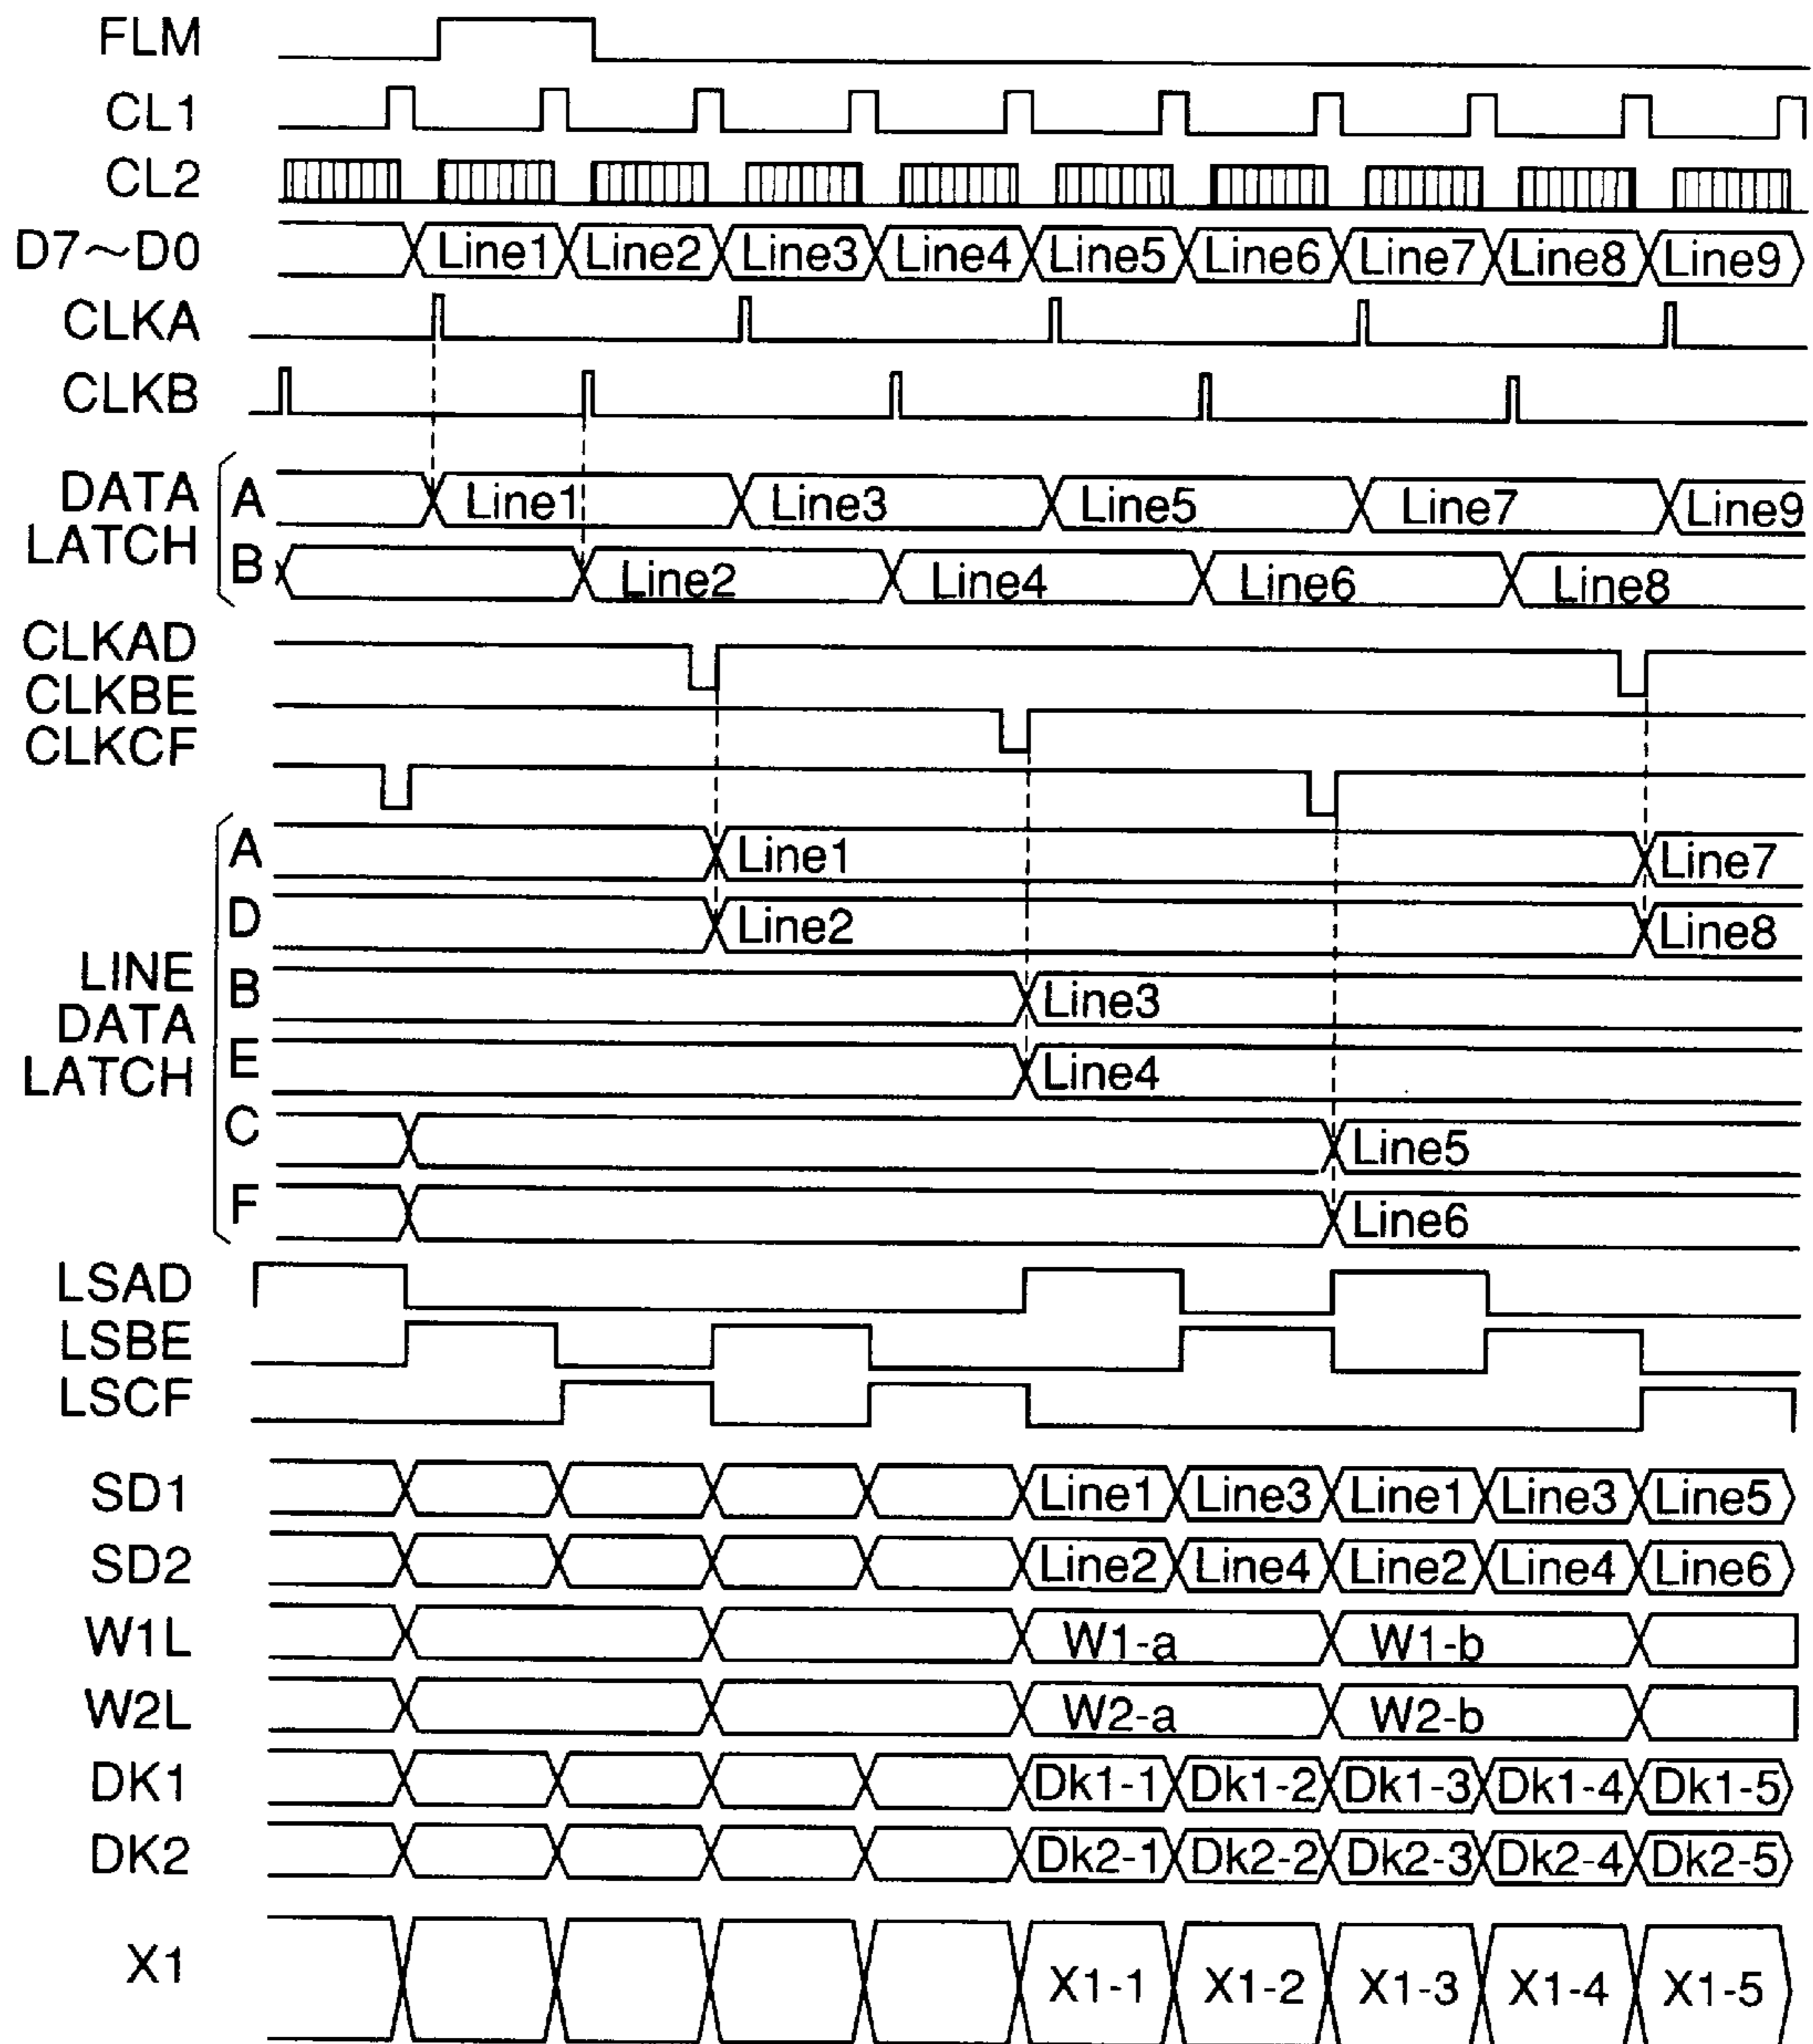 FLM
CL1
CL2
D7~D0 Line1 Line2 Line3 Line4 Line5 Line6 Line7 Line8 Line9
CLKA
CLKB
DATA LATCH
A Line1 Line3 Line5 Line7 Line9
B Line2 Line4 Line6 Line8
CLKAD
CLKBE
CLKCF
LINE DATA LATCH
A Line1 Line7
D Line2 Line8
B Line3
E Line4
C Line5
F Line6
LSAD
LSBE
LSCF
SD1 Line1 Line3 Line1 Line3 Line5
SD2 Line2 Line4 Line2 Line4 Line6
W1L W1-a W1-b
W2L W2-a W2-b
DK1 Dk1-1 Dk1-2 Dk1-3 Dk1-4 Dk1-5
DK2 Dk2-1 Dk2-2 Dk2-3 Dk2-4 Dk2-5
X1 X1-1 X1-2 X1-3 X1-4 X1-5